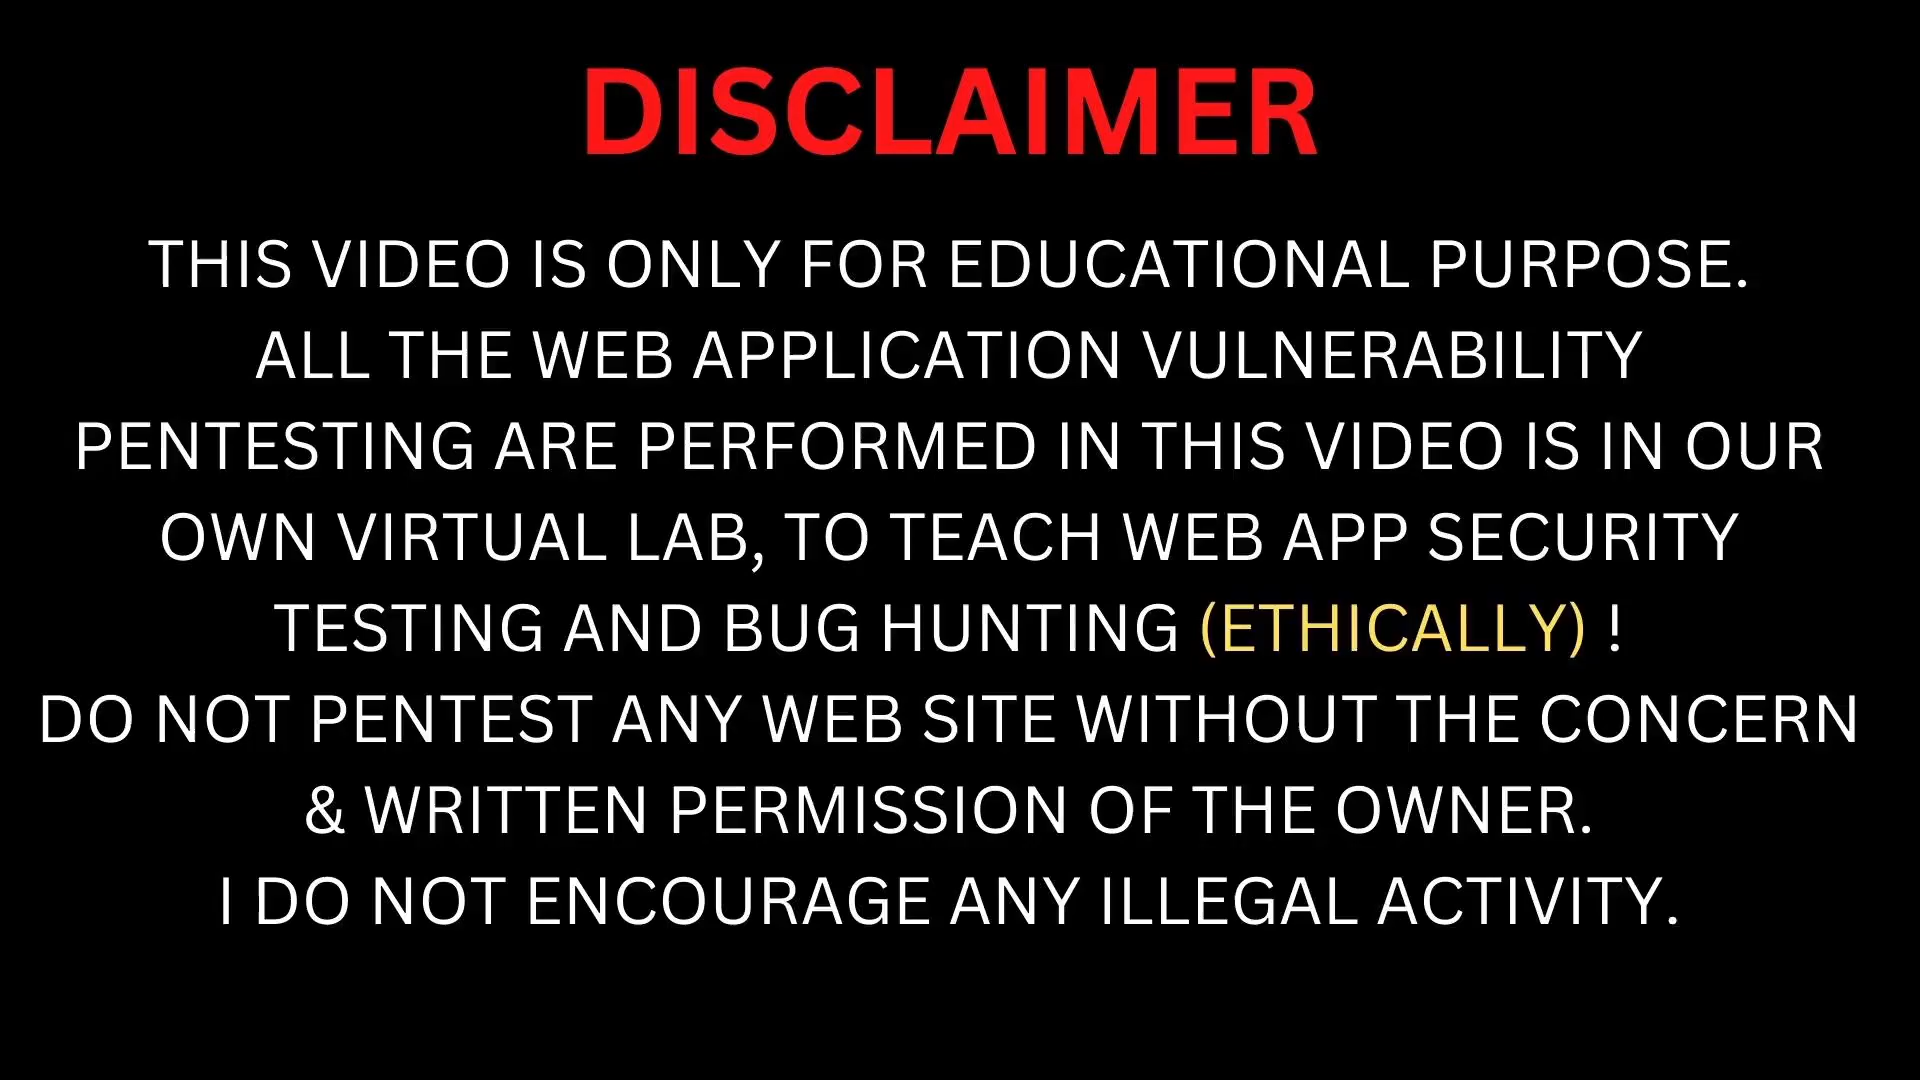 DISCLAIMER
THIS VIDEO IS ONLY FOR EDUCATIONAL PURPOSE.
ALL THE WEB APPLICATION VULNERABILITY
PENTESTING ARE PERFORMED IN THIS VIDEO IS IN OUR
OWN VIRTUAL LAB, TO TEACH WEB APP SECURITY
TESTING AND BUG HUNTING (ETHICALLY) !
DO NOT PENTEST ANY WEB SITE WITHOUT THE CONCERN
& WRITTEN PERMISSION OF THE OWNER.
I DO NOT ENCOURAGE ANY ILLEGAL ACTIVITY.